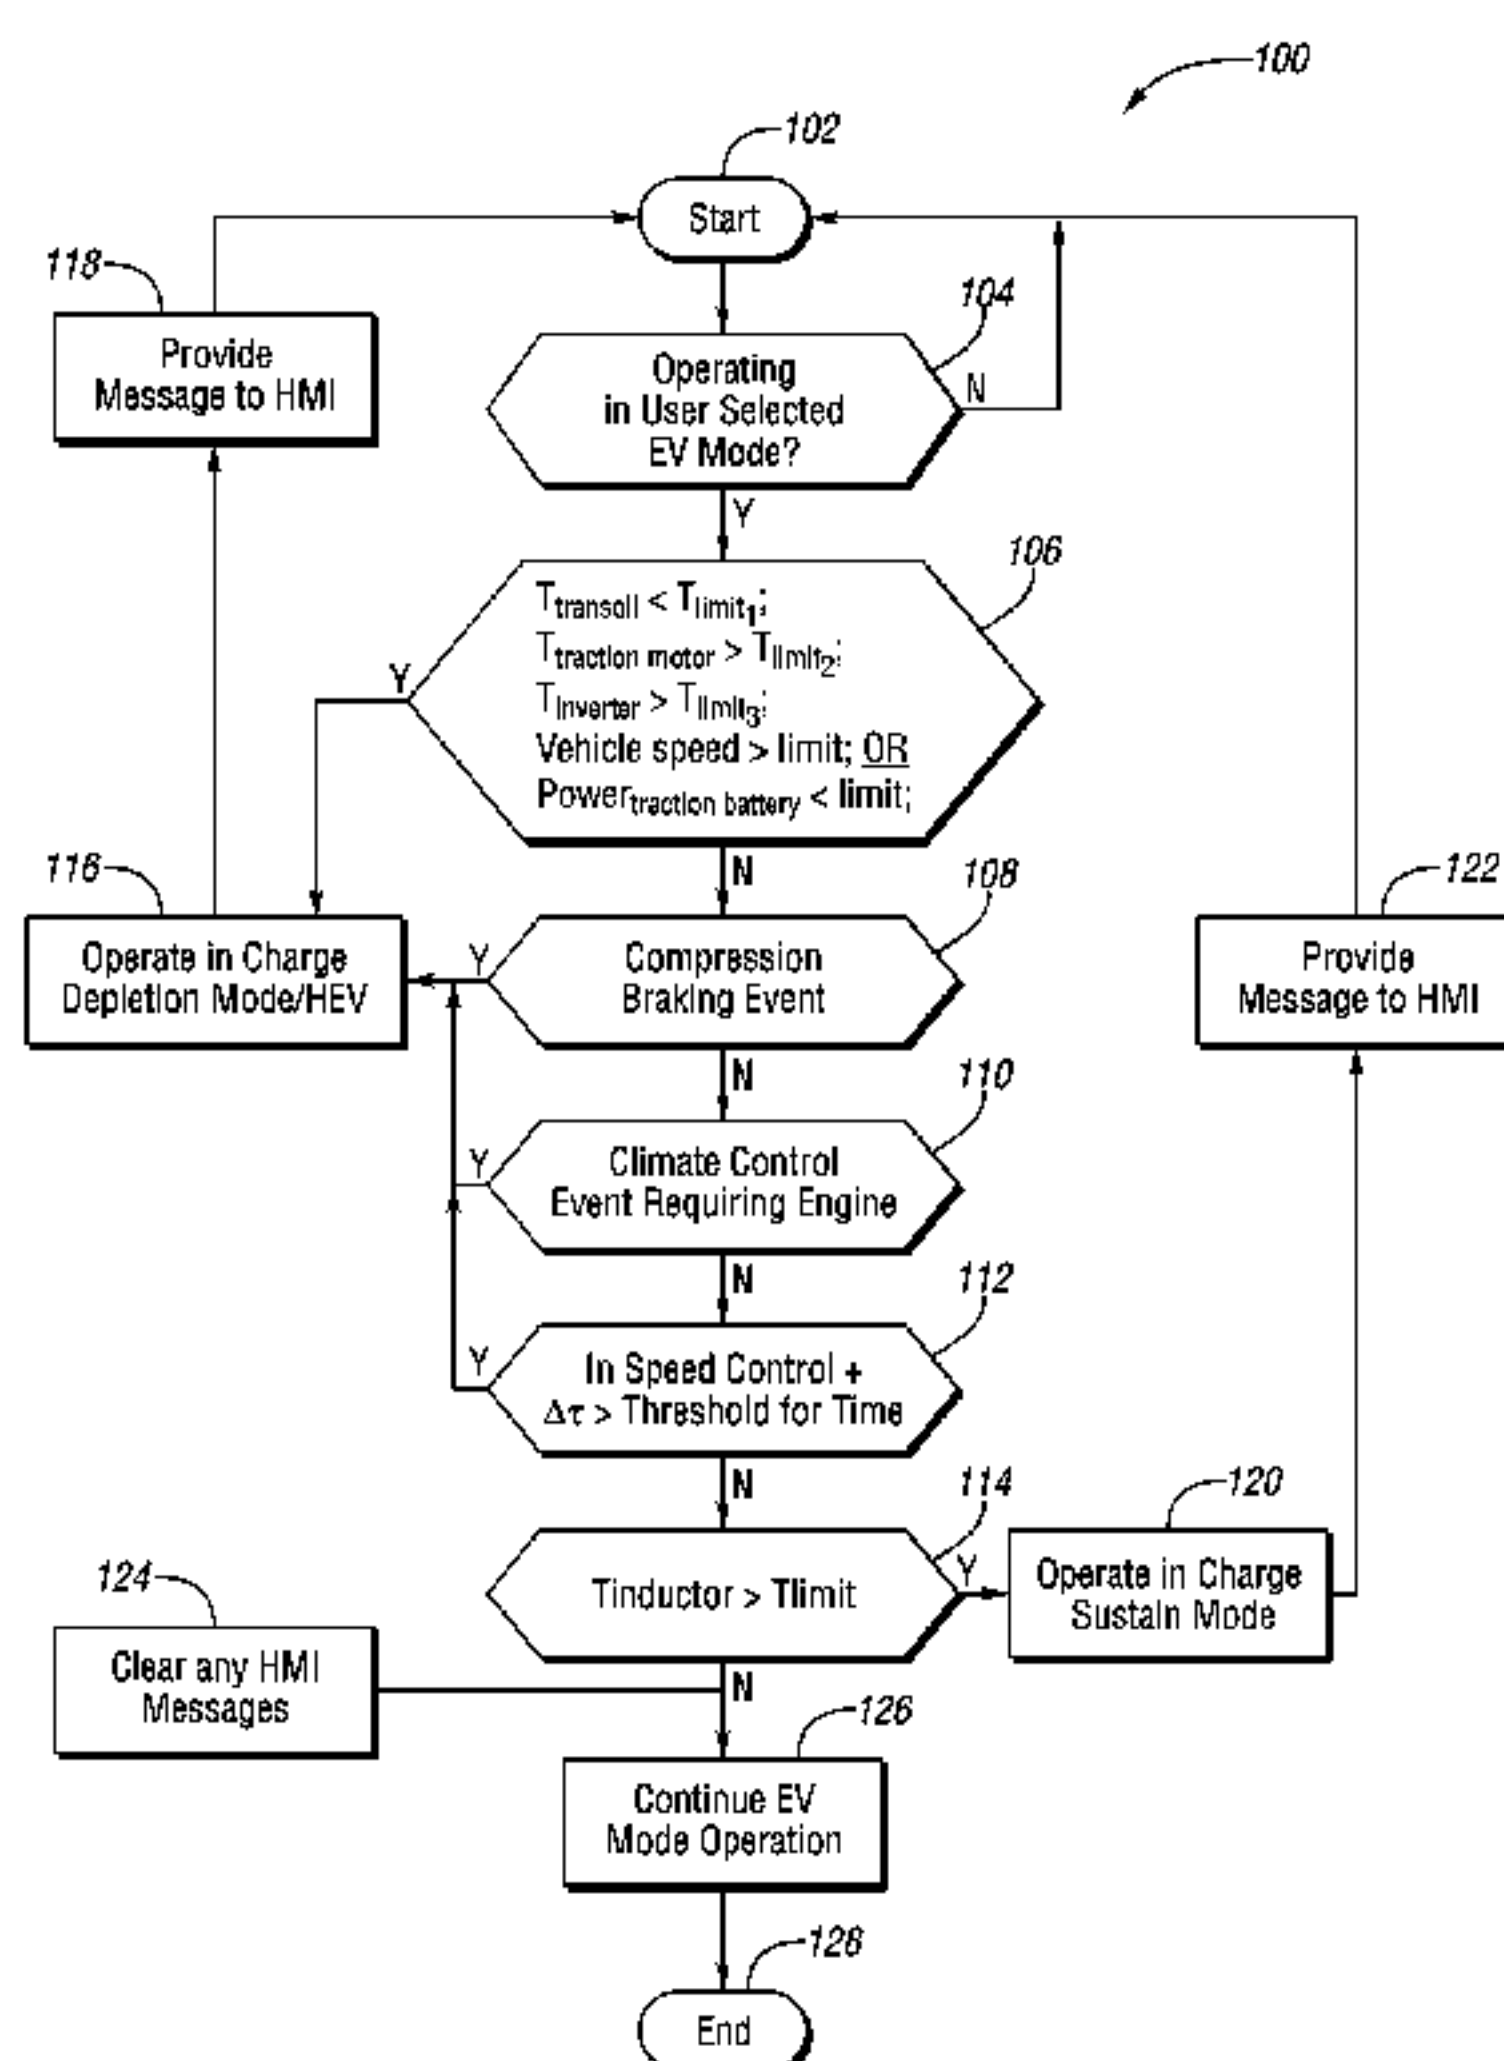 100
102
Start
118
104
Provide
Message to HMI
Operating
in User Selected
EV Mode?
N
Y
106
Ttransoil < Tlimit1;
Ttraction motor > Tlimit2;
Y
Tinverter > Tlimit3;
Vehicle speed > limit; OR
Powertraction battery < limit;
N
116
108
122
Operate in Charge
Depletion Mode/HEV
Y
Compression
Braking Event
Provide
Message to HMI
N
110
Y
Climate Control
Event Requiring Engine
N
112
Y
In Speed Control +
Δτ > Threshold for Time
N
114
120
124
Tinductor > Tlimit
Y
Operate in Charge
Sustain Mode
Clear any HMI
Messages
N
126
Continue EV
Mode Operation
128
End